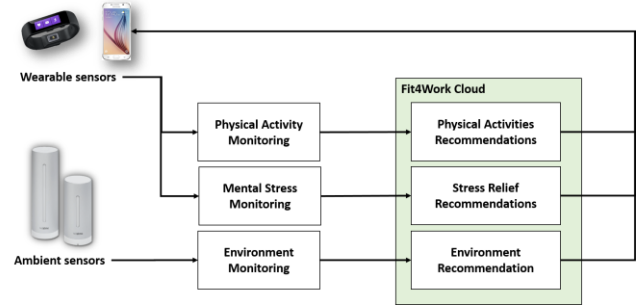 Wearable sensors
Fit4Work Cloud
Physical Activity
Monitoring
Physical Activities
Recommendations
Mental Stress
Monitoring
Stress Relief
Recommendations
Ambient sensors
Environment
Monitoring
Environment
Recommendation